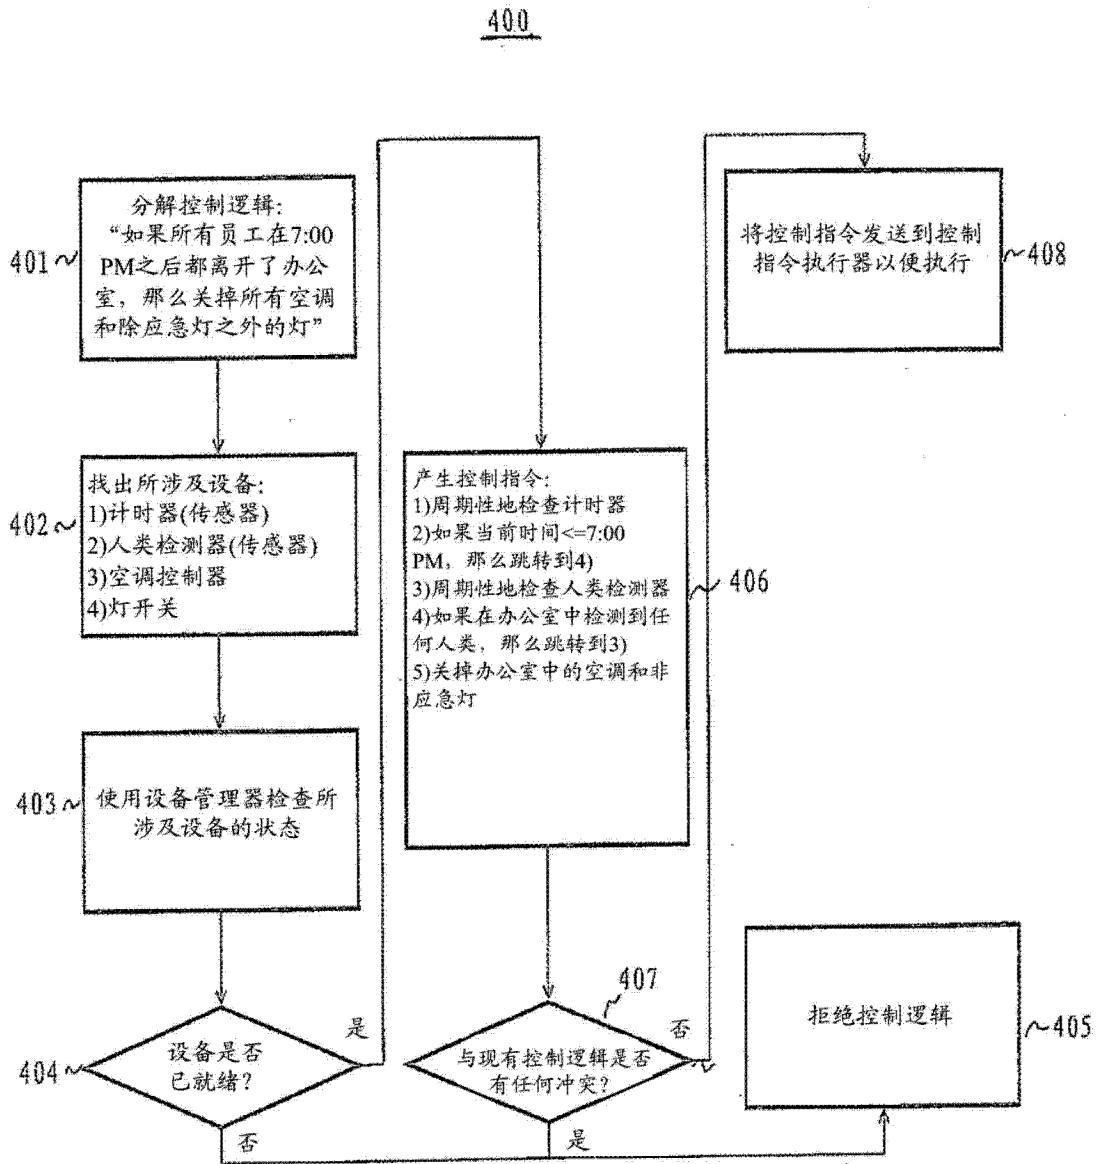 400
401
分解控制逻辑:
“如果所有员工在7:00
PM之后都离开了办公
室，那么关掉所有空调
和除应急灯之外的灯”
402
找出所涉及设备:
1)计时器(传感器)
2)人类检测器(传感器)
3)空调控制器
4)灯开关
403
使用设备管理器检查所
涉及设备的状态
404
设备是否
已就绪?
是
否
产生控制指令:
1)周期性地检查计时器
2)如果当前时间<=7:00
PM，那么跳转到4)
3)周期性地检查人类检测器
4)如果在办公室中检测到任
何人类，那么跳转到3)
5)关掉办公室中的空调和非
应急灯
406
407
与现有控制逻辑是否
有任何冲突?
否
是
将控制指令发送到控制
指令执行器以便执行
408
拒绝控制逻辑
405